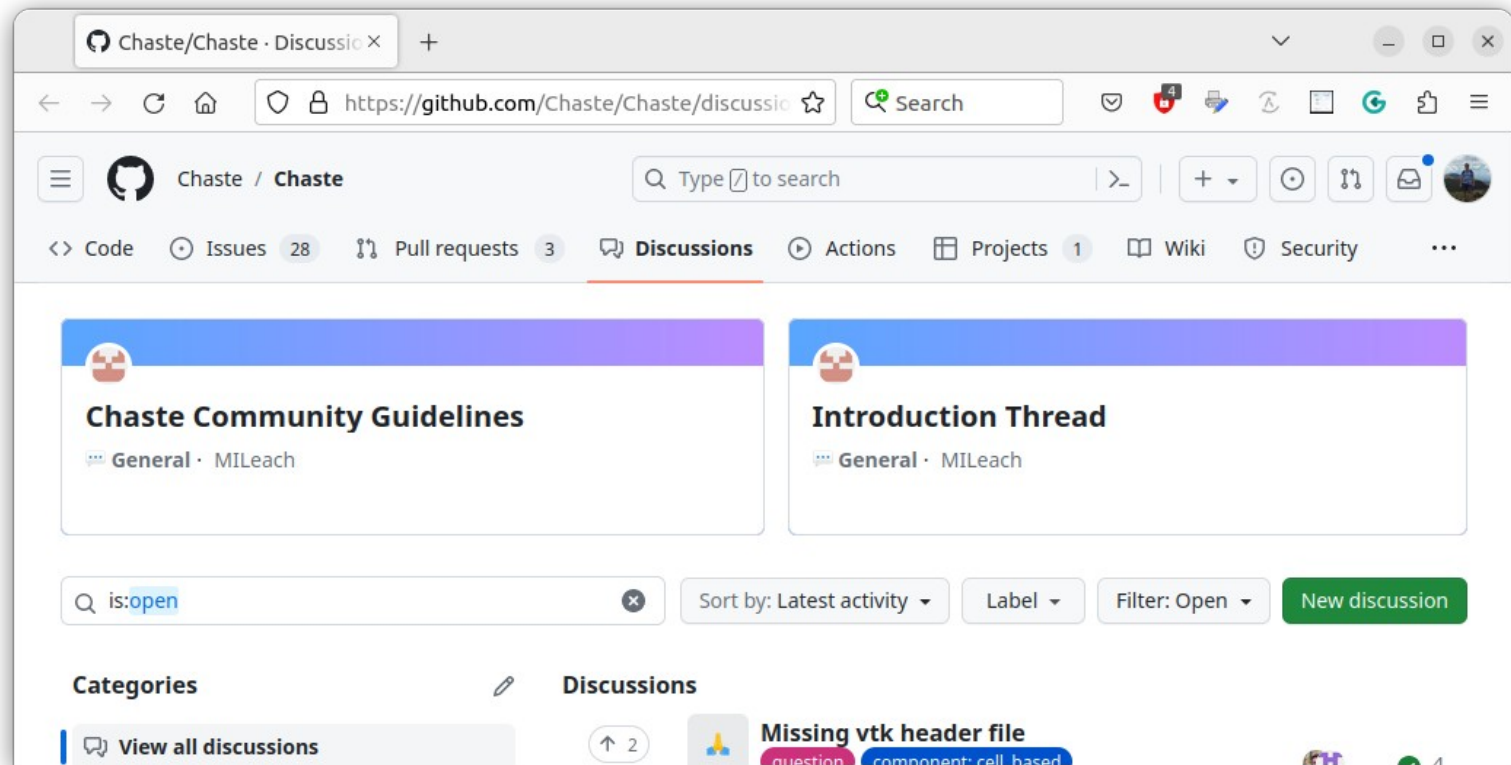 Chaste/Chaste · Discussio
4
https://github.com/Chaste/Chaste/discussio
Search
Chaste / Chaste
Type / to search
Code Issues 28 Pull requests 3 Discussions Actions Projects 1 Wiki Security ...
Chaste Community Guidelines
General · MILeach
Introduction Thread
General · MILeach
is:open
Sort by: Latest activity
Label
Filter: Open
New discussion
Categories
Discussions
View all discussions
2
Missing vtk header file
question component: cell_based
4